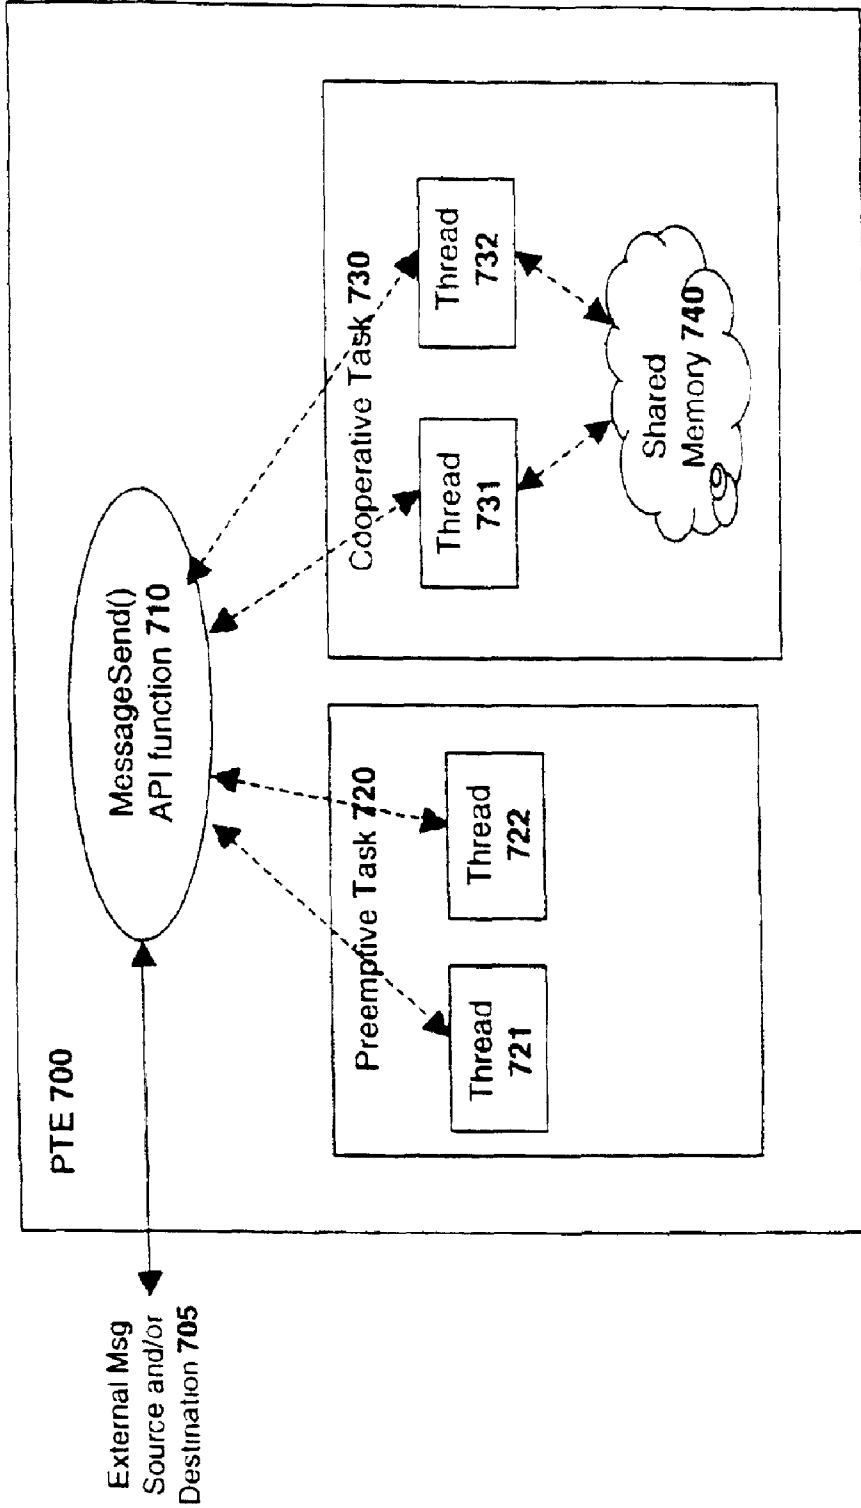 PTE 700
External Msg
Source and/or
Destination 705
MessageSend()
API function 710
Preemptive Task 720
Thread
721
Thread
722
Cooperative Task 730
Thread
731
Thread
732
Shared
Memory 740